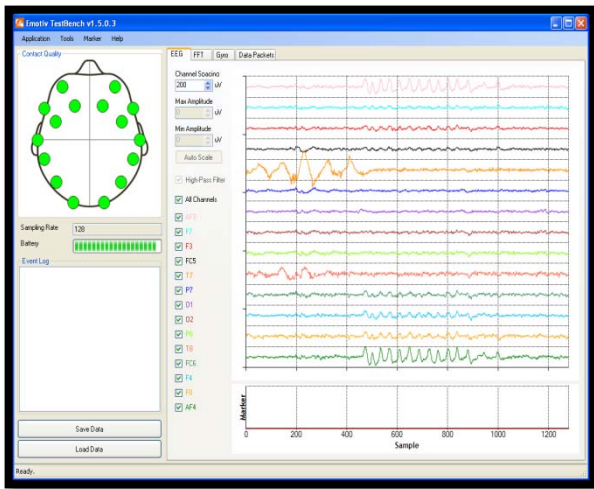 Emotiv TestBench v1.5.0.3
Application Tools Marker Help
Contact Quality
Sampling Rate 128
Battery
Event Log
Save Data
Load Data
Ready.
EEG FFT Gyro Data Packets
Channel Spacing
200 uV
Max Amplitude
0 uV
Min Amplitude
0 uV
Auto Scale
High-Pass Filter
All Channels
AF3
F7
F3
FC5
T7
P7
O1
O2
P8
T8
FC6
F4
F8
AF4
Marker
0 200 400 600 800 1000 1200
Sample